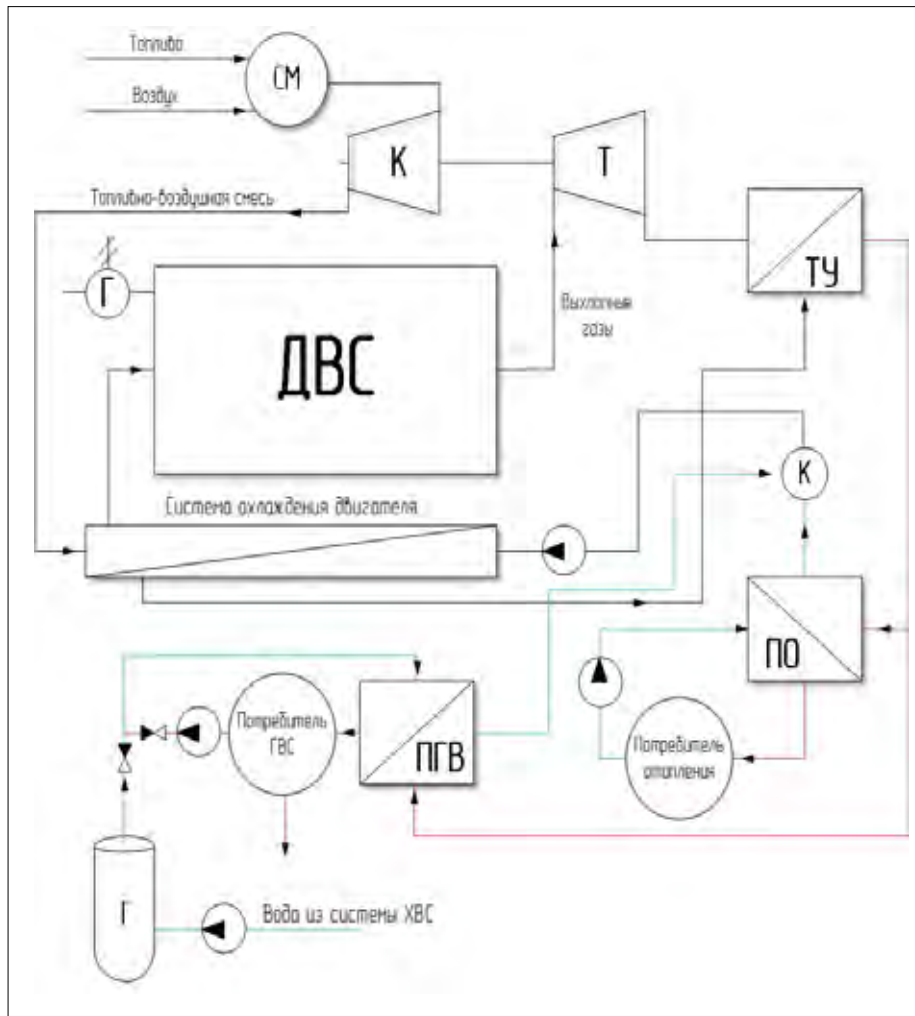 Топливо
СМ
Воздух
К
Т
Топливно-воздушная смесь
ТУ
Г
ДВС
Выхлопные
газы
К
Система охлаждения двигателя
ПО
Потребитель
ГВС
ПГВ
Потребитель
отопления
Г
Вода из системы ХВС